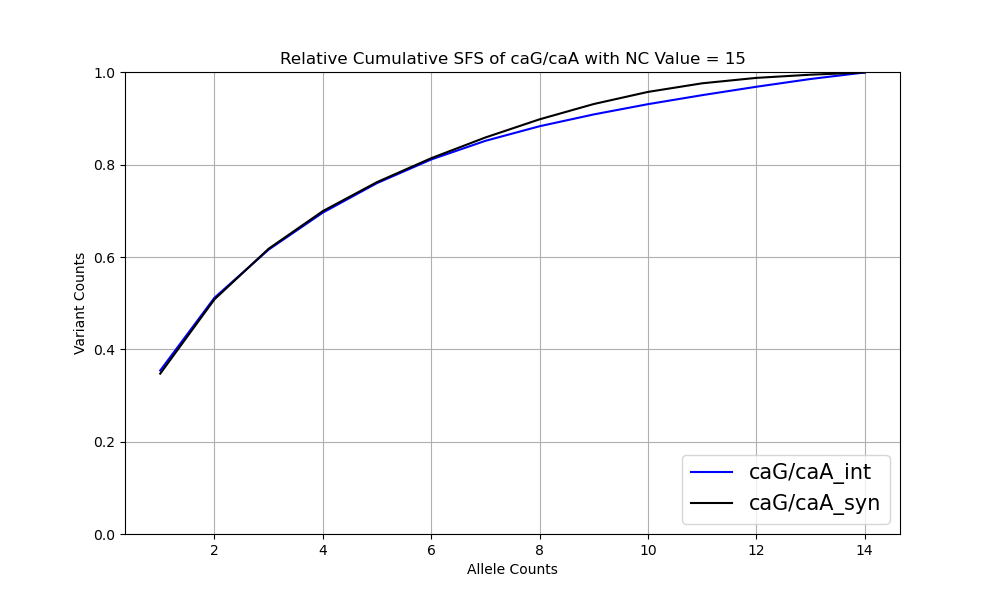 Relative Cumulative SFS of caG/caA with NC Value = 15
1.0
0.8
0.6
0.4
0.2
0.0
Variant Counts
2 4 6 8 10 12 14
Allele Counts
caG/caA_int
caG/caA_syn